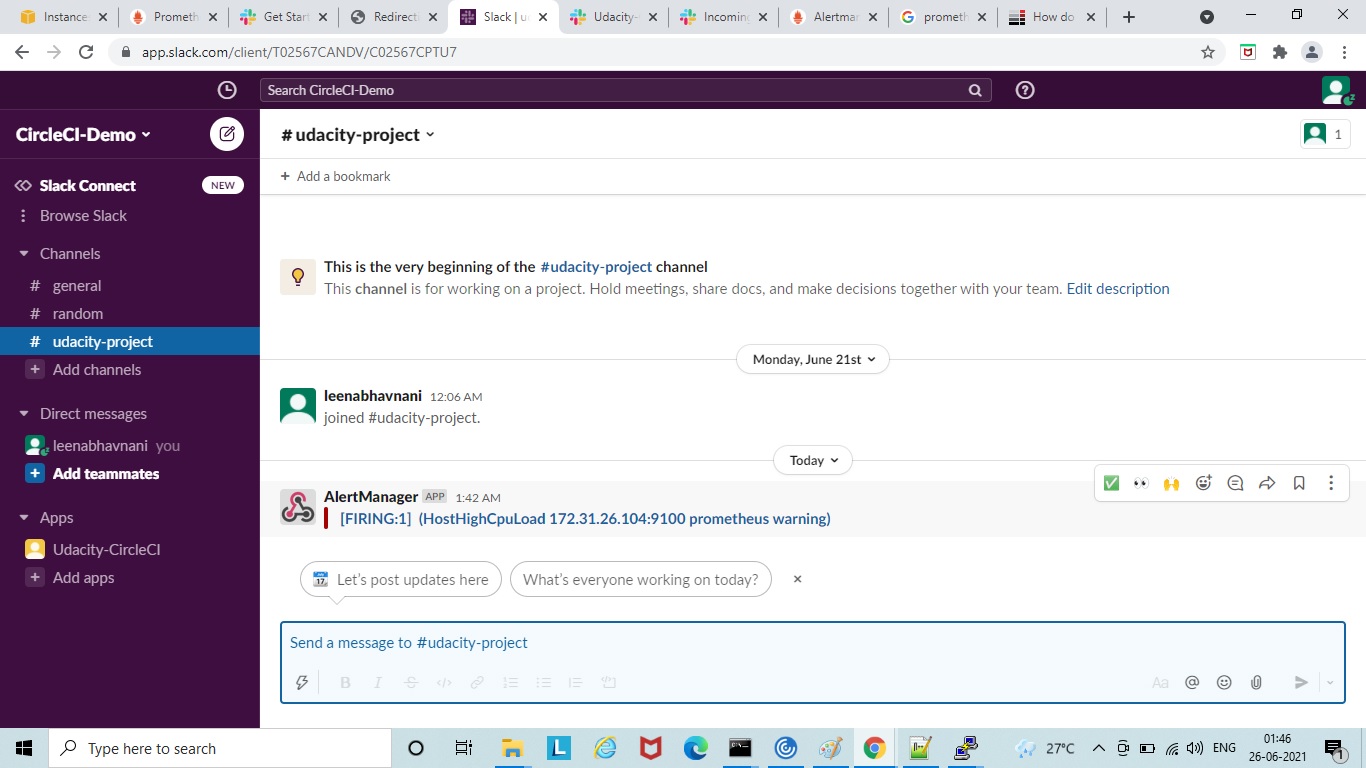 Instances
Prometh
Get Start
Redirect
Slack | u
Udacity-
Incoming
Alertmar
prometh
How do
app.slack.com/client/T02567CANDV/C02567CPTU7
Search CircleCI-Demo
CircleCI-Demo
# udacity-project
1
Slack Connect
NEW
+ Add a bookmark
Browse Slack
Channels
# general
# random
# udacity-project
+ Add channels
Direct messages
leenabhavnani you
+ Add teammates
Apps
Udacity-CircleCI
+ Add apps
This is the very beginning of the #udacity-project channel
This channel is for working on a project. Hold meetings, share docs, and make decisions together with your team. Edit description
Monday, June 21st
leenabhavnani 12:06 AM
joined #udacity-project.
Today
AlertManager APP 1:42 AM
[FIRING:1] (HostHighCpuLoad 172.31.26.104:9100 prometheus warning)
Let's post updates here
What's everyone working on today?
Send a message to #udacity-project
B I S </> Aa @
Type here to search
27°C
ENG
01:46
26-06-2021
1